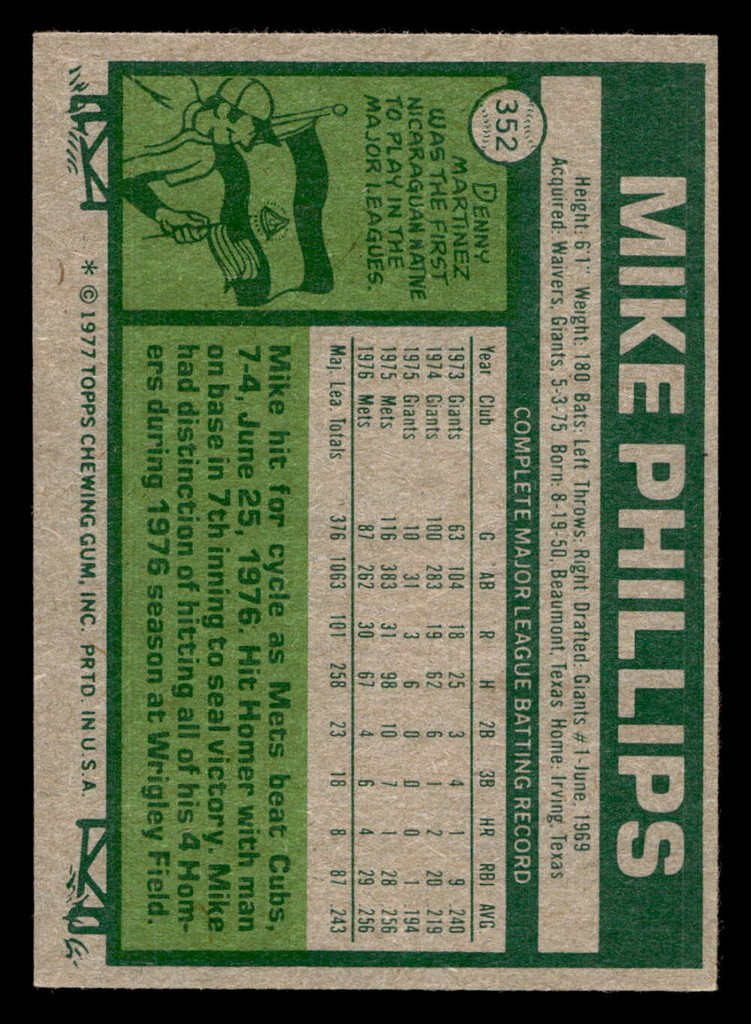 352
MIKE PHILLIPS
Height: 6'1" Weight: 180 Bats: Left Throws: Right Drafted: Giants #1-June, 1969
Acquired: Waivers, Giants, 5-3-75 Born: 8-19-50, Beaumont, Texas Home: Irving, Texas
COMPLETE MAJOR LEAGUE BATTING RECORD
Year Club G AB R H 2B 3B HR RBI AVG.
1973 Giants 63 104 18 25 3 4 1 9 .240
1974 Giants 100 283 19 62 6 1 2 20 .219
1975 Giants 10 31 3 6 0 0 0 1 .194
1975 Mets 116 383 31 98 10 7 1 28 .256
1976 Mets 87 262 30 67 4 6 4 29 .256
Maj. Lea. Totals 376 1063 101 258 23 18 8 87 .243
DENNY
MARTINEZ
WAS THE FIRST
NICARAGUAN NATIVE
TO PLAY IN THE
MAJOR LEAGUES.
Mike hit for cycle as Mets beat Cubs,
7-4, June 25, 1976. Hit Homer with man
on base in 7th inning to seal victory. Mike
had distinction of hitting all of his 4 Hom-
ers during 1976 season at Wrigley Field.
* © 1977 TOPPS CHEWING GUM, INC. PRTD. IN U.S.A.